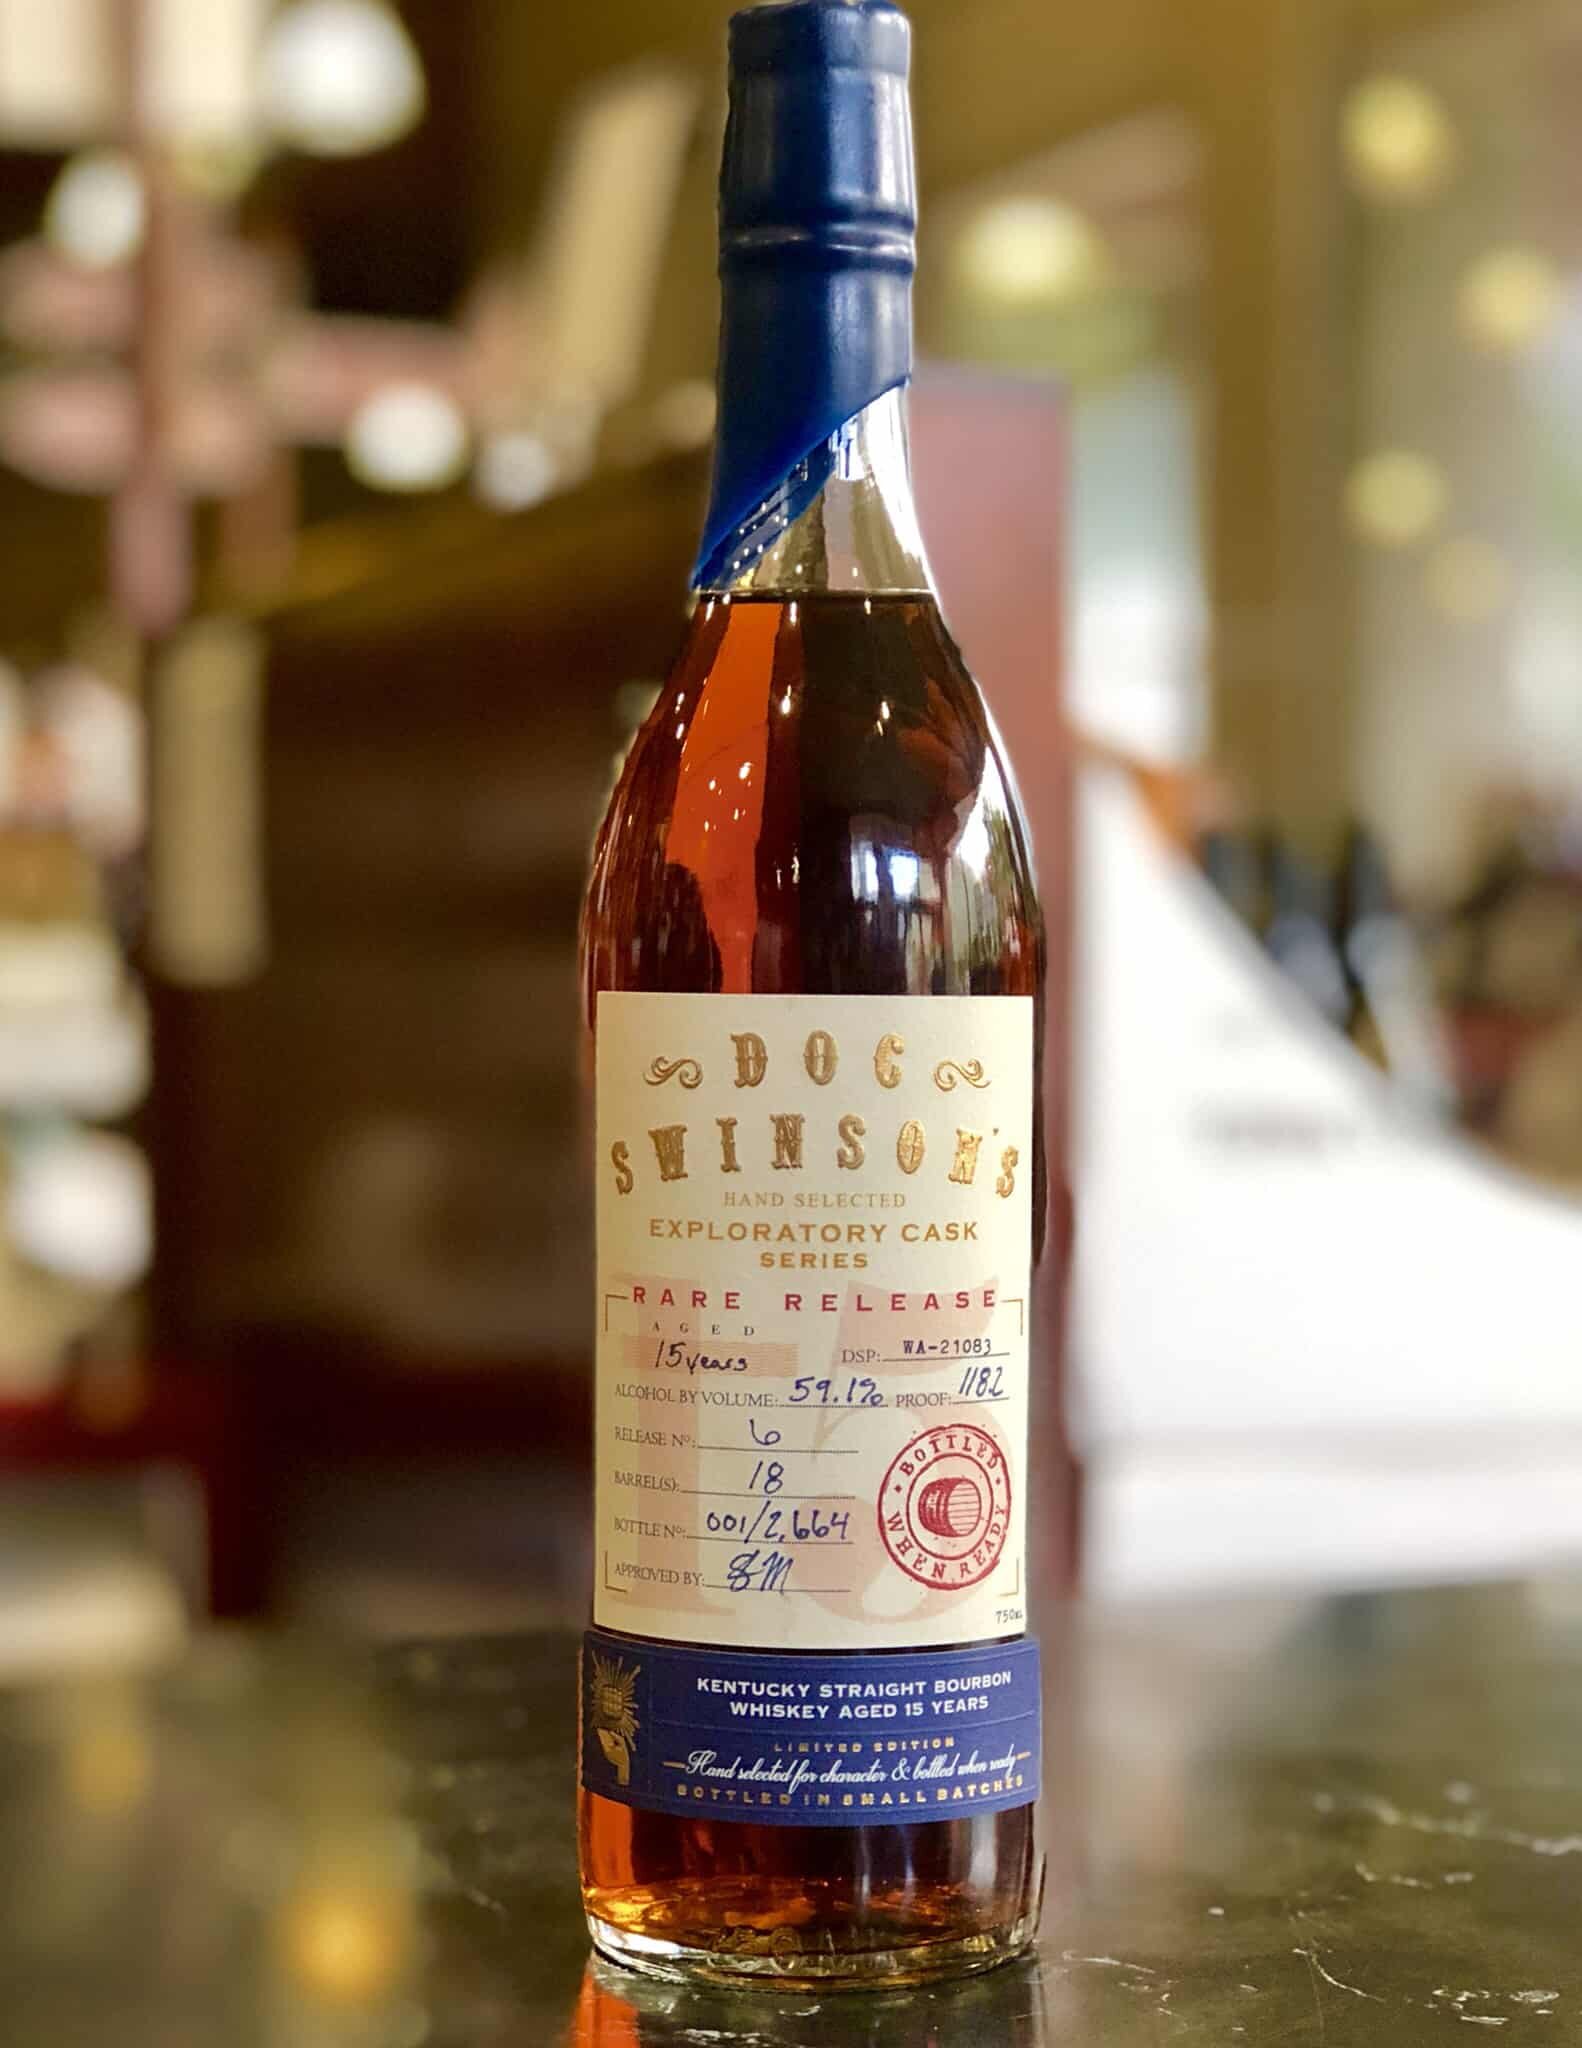 DOC
SWINSON'S
HAND SELECTED
EXPLORATORY CASK
SERIES
15
RARE RELEASE
AGED
15 years
DSP: WA-21083
ALCOHOL BY VOLUME: 59.1% PROOF: 118.2
RELEASE Nº: 6
BARREL(S): 18
BOTTLE Nº: 001/2,664
APPROVED BY:
BOTTLED
WHEN READY
750mL
KENTUCKY STRAIGHT BOURBON
WHISKEY AGED 15 YEARS
LIMITED EDITION
Hand selected for character & bottled when ready
BOTTLED IN SMALL BATCHES